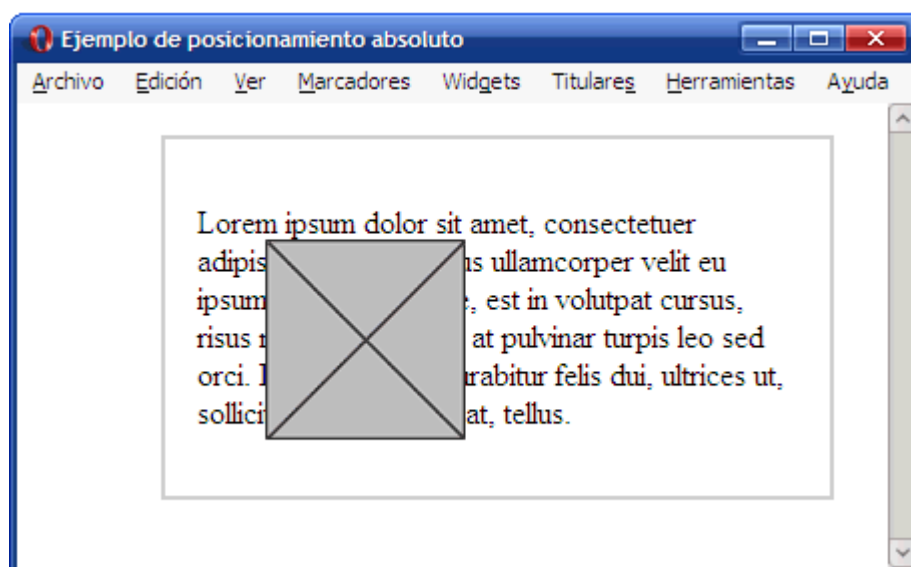 Ejemplo de posicionamiento absoluto
Archivo Edición Ver Marcadores Widgets Titulares Herramientas Ayuda
Lorem ipsum dolor sit amet, consectetuer
adipis ullamcorper velit eu
ipsum est in volutpat cursus,
risus at pulvinar turpis leo sed
orci. rabitur felis dui, ultrices ut,
sollici at, tellus.